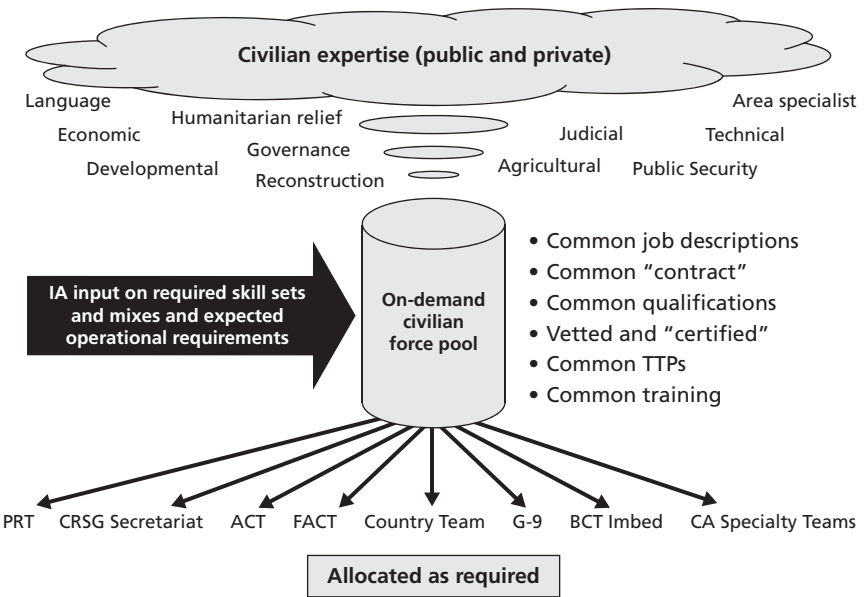 Civilian expertise (public and private)
Language
Area specialist
Humanitarian relief
Economic
Judicial
Technical
Governance
Developmental
Agricultural
Public Security
Reconstruction
IA input on required skill sets
and mixes and expected
operational requirements
On-demand
civilian
force pool
• Common job descriptions
• Common “contract”
• Common qualifications
• Vetted and “certified”
• Common TTPs
• Common training
PRT CRSG Secretariat ACT FACT Country Team G-9 BCT Imbed CA Specialty Teams
Allocated as required